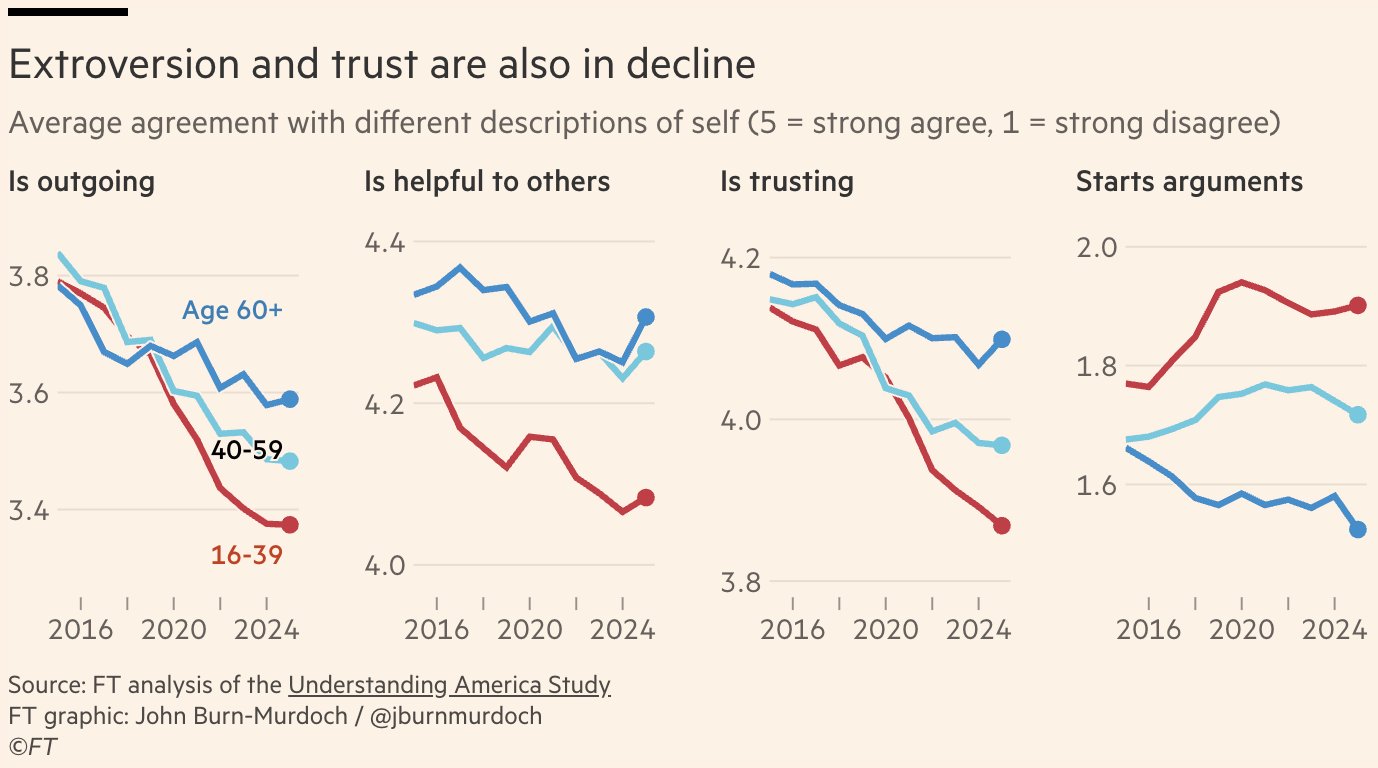 Extroversion and trust are also in decline
Average agreement with different descriptions of self (5 = strong agree, 1 = strong disagree)
Is outgoing
3.8
3.6
3.4
Age 60+
40-59
16-39
2016 2020 2024
Is helpful to others
4.4
4.2
4.0
2016 2020 2024
Is trusting
4.2
4.0
3.8
2016 2020 2024
Starts arguments
2.0
1.8
1.6
2016 2020 2024
Source: FT analysis of the Understanding America Study
FT graphic: John Burn-Murdoch / @jburnmurdoch
©FT